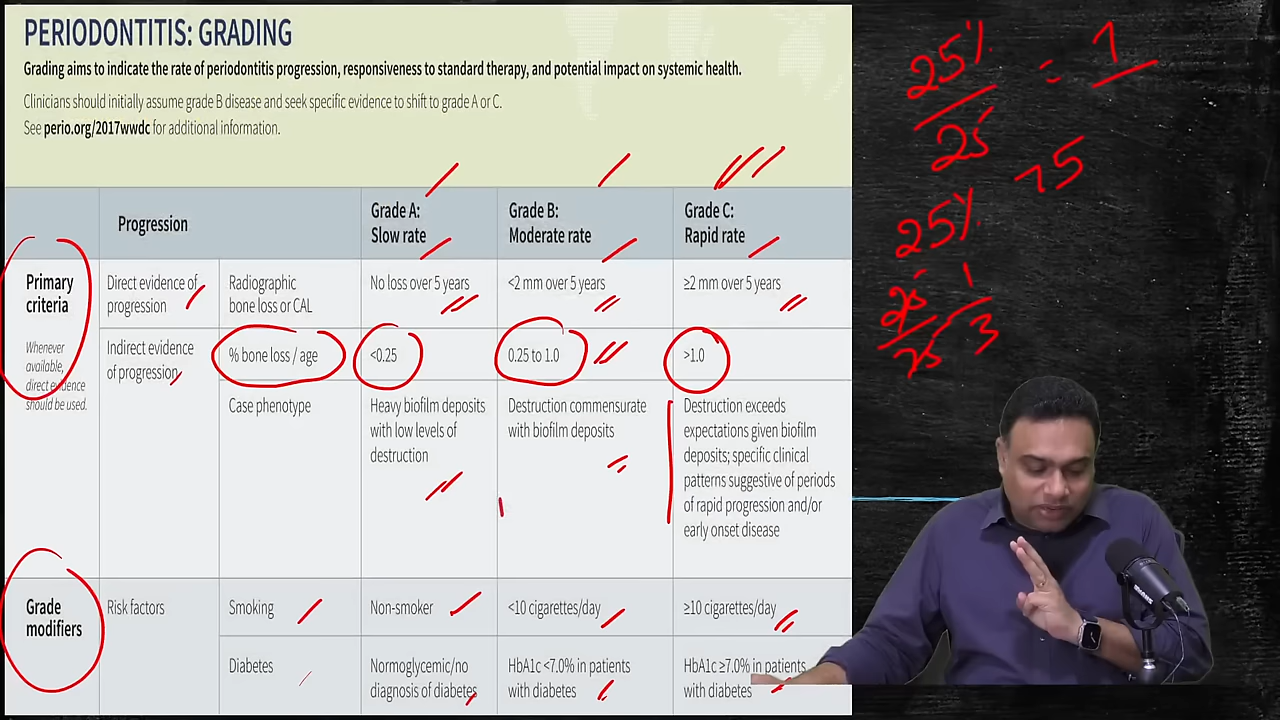 PERIODONTITIS: GRADING
Grading aims to indicate the rate of periodontitis progression, responsiveness to standard therapy, and potential impact on systemic health.
Clinicians should initially assume grade B disease and seek specific evidence to shift to grade A or C.
See perio.org/2017wwdc for additional information.
Progression
Grade A:
Slow rate
Grade B:
Moderate rate
Grade C:
Rapid rate
Primary
criteria
Whenever
available,
direct evidence
should be used.
Direct evidence of
progression
Radiographic
bone loss or CAL
No loss over 5 years
<2 mm over 5 years
≥2 mm over 5 years
Indirect evidence
of progression
% bone loss / age
<0.25
0.25 to 1.0
>1.0
Case phenotype
Heavy biofilm deposits
with low levels of
destruction
Destruction commensurate
with biofilm deposits
Destruction exceeds
expectations given biofilm
deposits; specific clinical
patterns suggestive of periods
of rapid progression and/or
early onset disease
Grade
modifiers
Risk factors
Smoking
Non-smoker
<10 cigarettes/day
≥10 cigarettes/day
Diabetes
Normoglycemic/no
diagnosis of diabetes
HbA1c <7.0% in patients
with diabetes
HbA1c ≥7.0% in patients
with diabetes
25%
25
= 1
75
25%
25
75
1
3